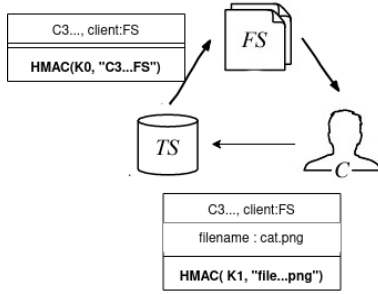 C3..., client:FS
HMAC(K0, "C3...FS")
FS
TS
C
C3..., client:FS
filename : cat.png
HMAC( K1, "file...png")